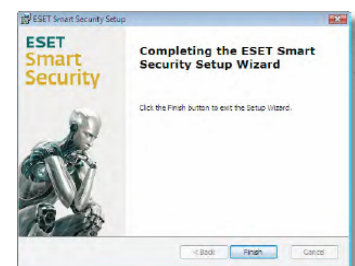 ESET Smart Security Setup
ESET
Smart
Security
Completing the ESET Smart
Security Setup Wizard
Click the Finish button to exit the Setup Wizard.
< Back
Finish
Cancel